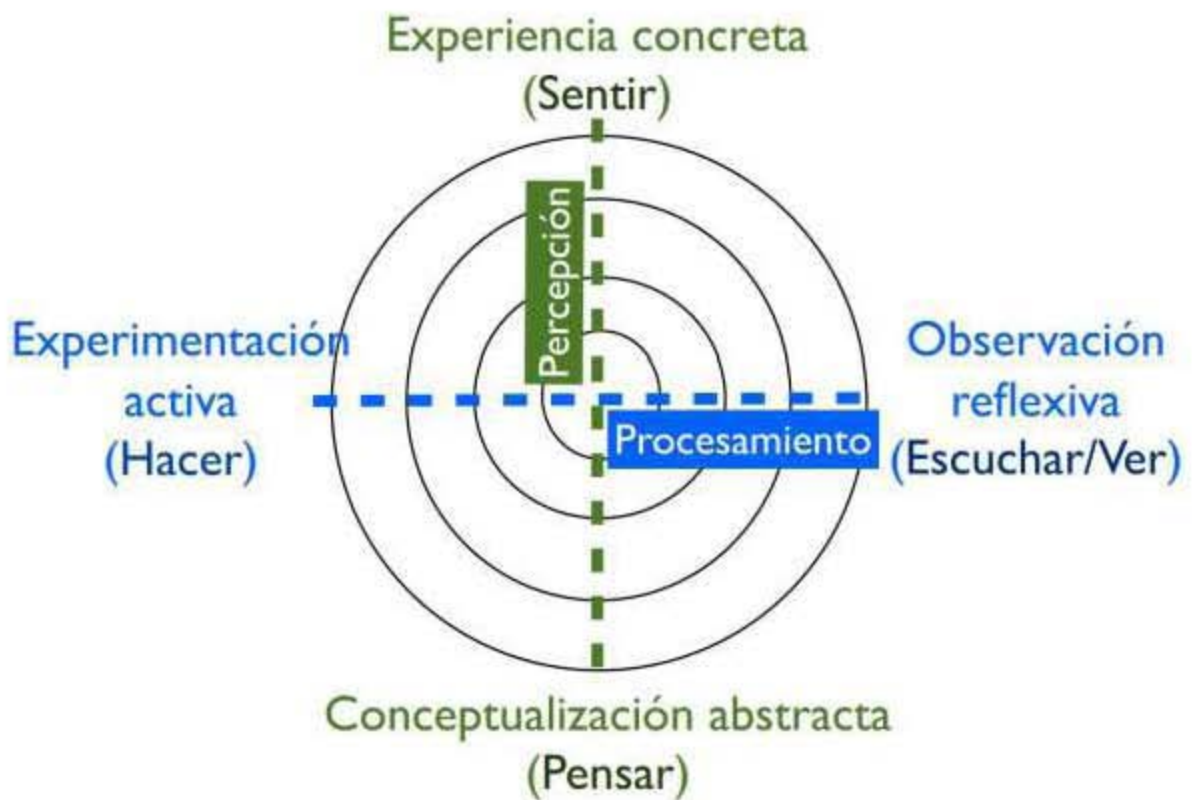 Experiencia concreta
(Sentir)
Percepción
Experimentación
activa
(Hacer)
Observación
reflexiva
(Escuchar/Ver)
Procesamiento
Conceptualización abstracta
(Pensar)